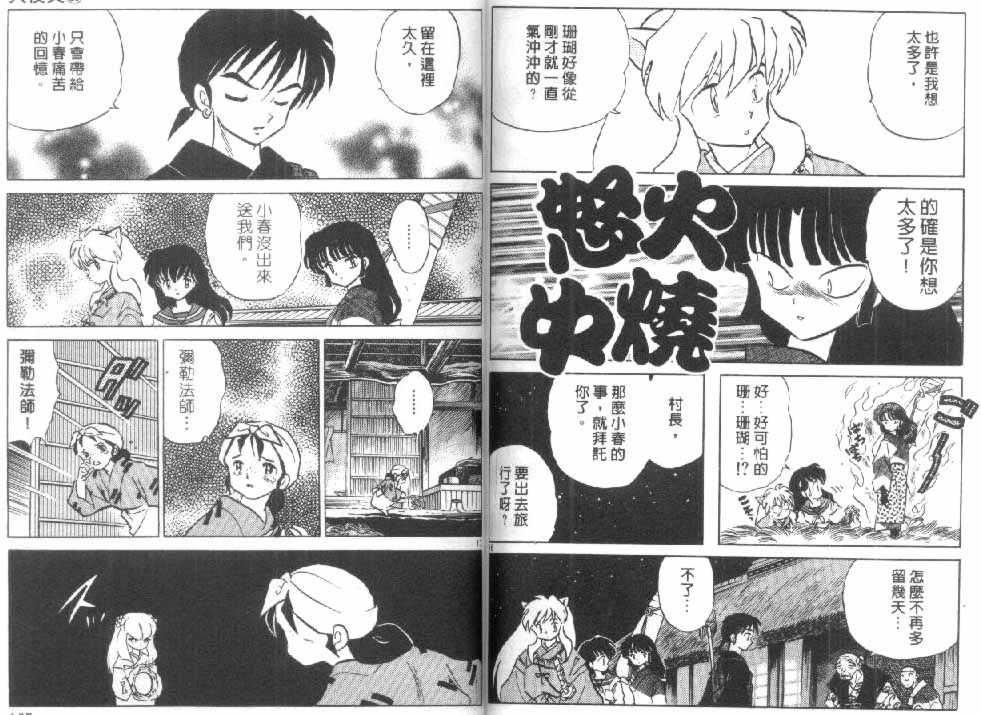 也許是我想
太多了，
珊瑚好像從
剛才就一直
氣沖沖的？
的確是你想
太多了！
火
燒
怒
中
好…好可怕的
珊…珊瑚…!?
村長，
那麼小春的
事，就拜託
你了。
要出去旅
行了呀？
怎麼不再多
留幾天…
不了…
留在這裡
太久，
只會帶給
小春痛苦
的回憶。
……
小春沒出來
送我們。
……
彌勒法師…
彌勒法師！